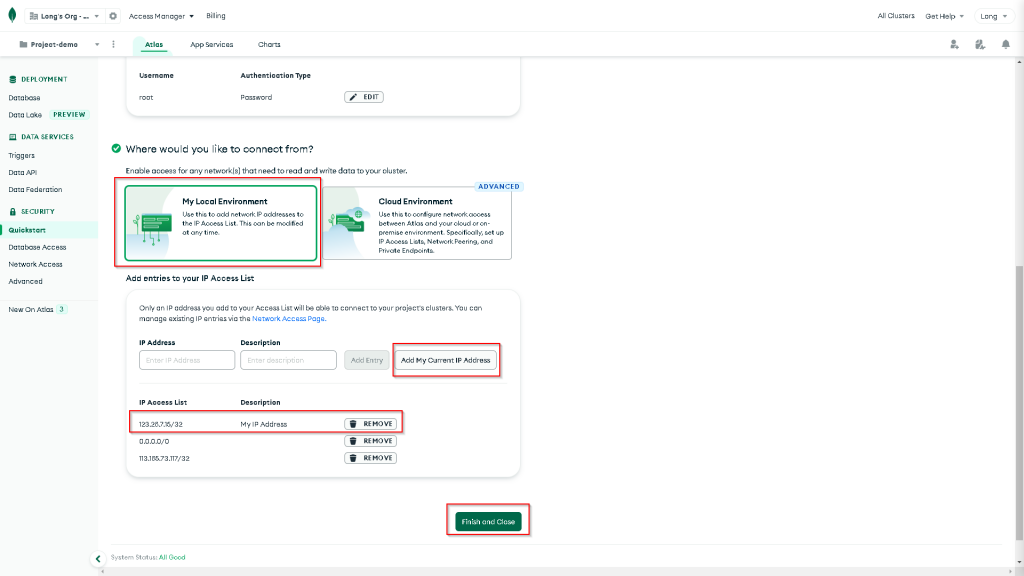 Long's Org - ...
Access Manager
Billing
All Clusters
Get Help
Long
Project-demo
Atlas
App Services
Charts
DEPLOYMENT
Database
Data Lake PREVIEW
DATA SERVICES
Triggers
Data API
Data Federation
SECURITY
Quickstart
Database Access
Network Access
Advanced
New On Atlas 3
Username Authentication Type
root Password EDIT
Where would you like to connect from?
Enable access for any network(s) that need to read and write data to your cluster.
My Local Environment
Use this to add network IP addresses to
the IP Access List. This can be modified
at any time.
ADVANCED
Cloud Environment
Use this to configure network access
between Atlas and your cloud or on-
premise environment. Specifically, set up
IP Access Lists, Network Peering, and
Private Endpoints.
Add entries to your IP Access List
Only an IP address you add to your Access List will be able to connect to your project's clusters. You can
manage existing IP entries via the Network Access Page.
IP Address Description
Enter IP Address Enter description Add Entry Add My Current IP Address
IP Access List Description
My IP Address REMOVE
0.0.0.0/0 REMOVE
REMOVE
Finish and Close
System Status: All Good